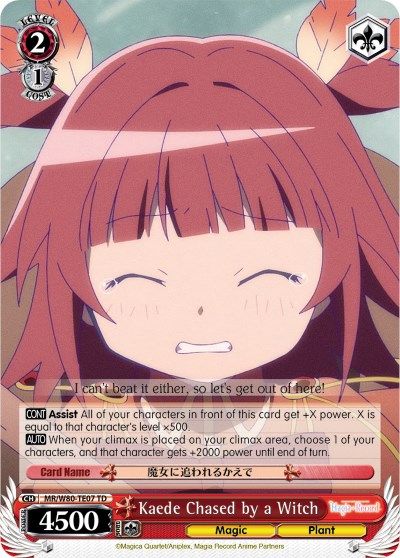 LEVEL
2
1
COST
I can't beat it either, so let's get out of here!
CONT Assist All of your characters in front of this card get +X power. X is
equal to that character's level ×500.
AUTO When your climax is placed on your climax area, choose 1 of your
characters, and that character gets +2000 power until end of turn.
Card Name 魔女に追われるかえで
CH MR/W80-TE07 TD
Kaede Chased by a Witch
Magia Record
POWER
4500
Magic Plant
©Magica Quartet/Aniplex, Magia Record Anime Partners